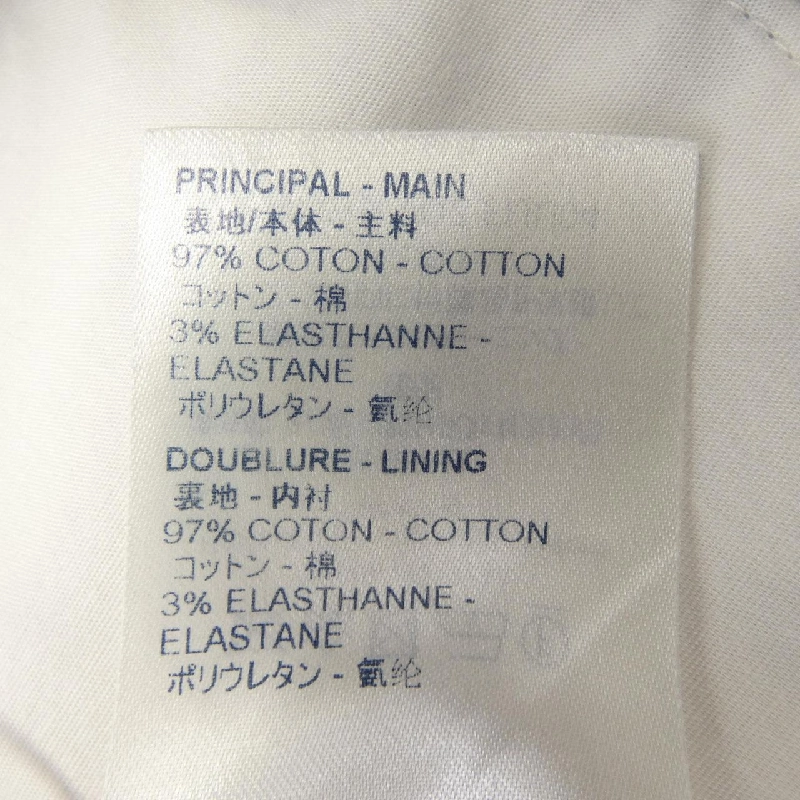 PRINCIPAL - MAIN
表地/本体 - 主料
97% COTON - COTTON
コットン - 棉
3% ELASTHANNE -
ELASTANE
ポリウレタン - 氨纶
DOUBLURE - LINING
裏地 - 内衬
97% COTON - COTTON
コットン - 棉
3% ELASTHANNE -
ELASTANE
ポリウレタン - 氨纶